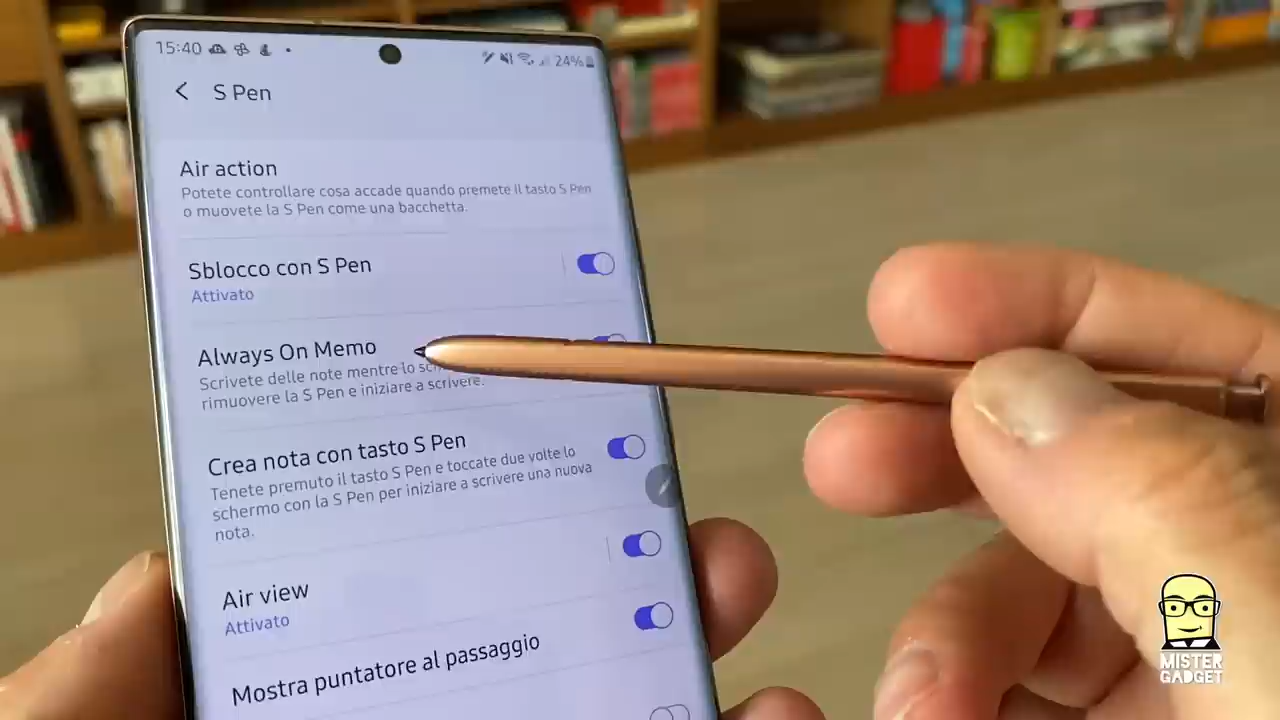 15:40
24%
S Pen
Air action
Potete controllare cosa accade quando premete il tasto S Pen
o muovete la S Pen come una bacchetta.
Sblocco con S Pen
Attivato
Always On Memo
Scrivete delle note mentre lo
rimuovere la S Pen e iniziare a scrivere.
Crea nota con tasto S Pen
Tenete premuto il tasto S Pen e toccate due volte lo
schermo con la S Pen per iniziare a scrivere una nuova
nota.
Air view
Attivato
Mostra puntatore al passaggio
MISTER
GADGET